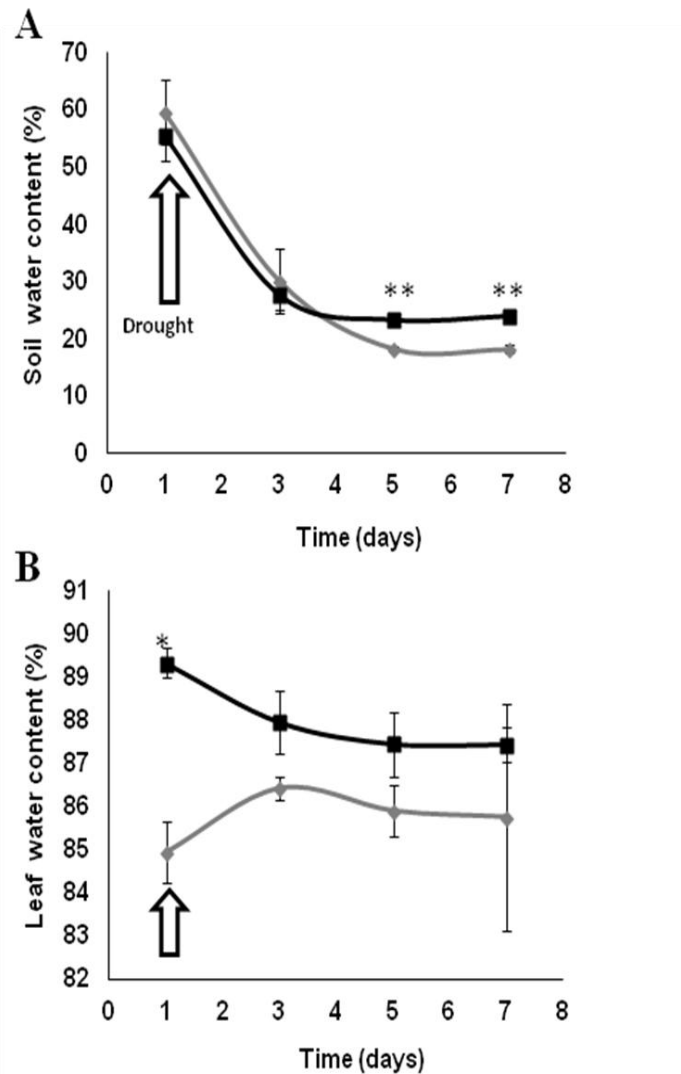 A
Soil water content (%)
70
60
50
40
30
20
10
0
** **
Drought
0 1 2 3 4 5 6 7 8
Time (days)
B
Leaf water content (%)
91
90
89
88
87
86
85
84
83
82
*
0 1 2 3 4 5 6 7 8
Time (days)